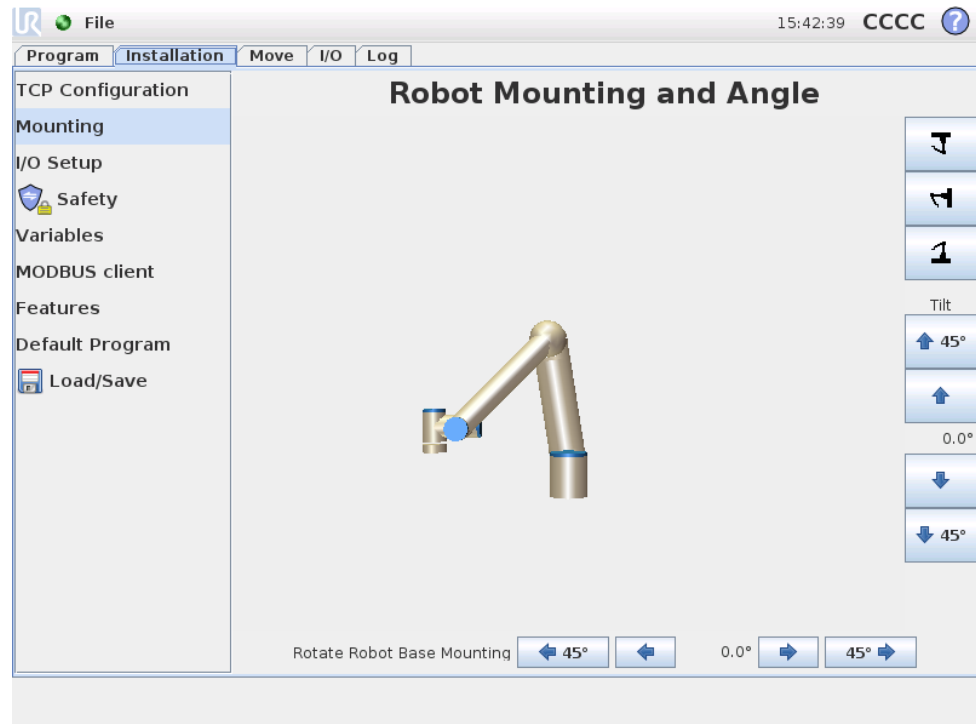 UR File 15:42:39 CCCC ?
Program Installation Move I/O Log
TCP Configuration
Mounting
I/O Setup
Safety
Variables
MODBUS client
Features
Default Program
Load/Save
Robot Mounting and Angle
Tilt
45°
0.0°
45°
Rotate Robot Base Mounting 45° 0.0° 45°